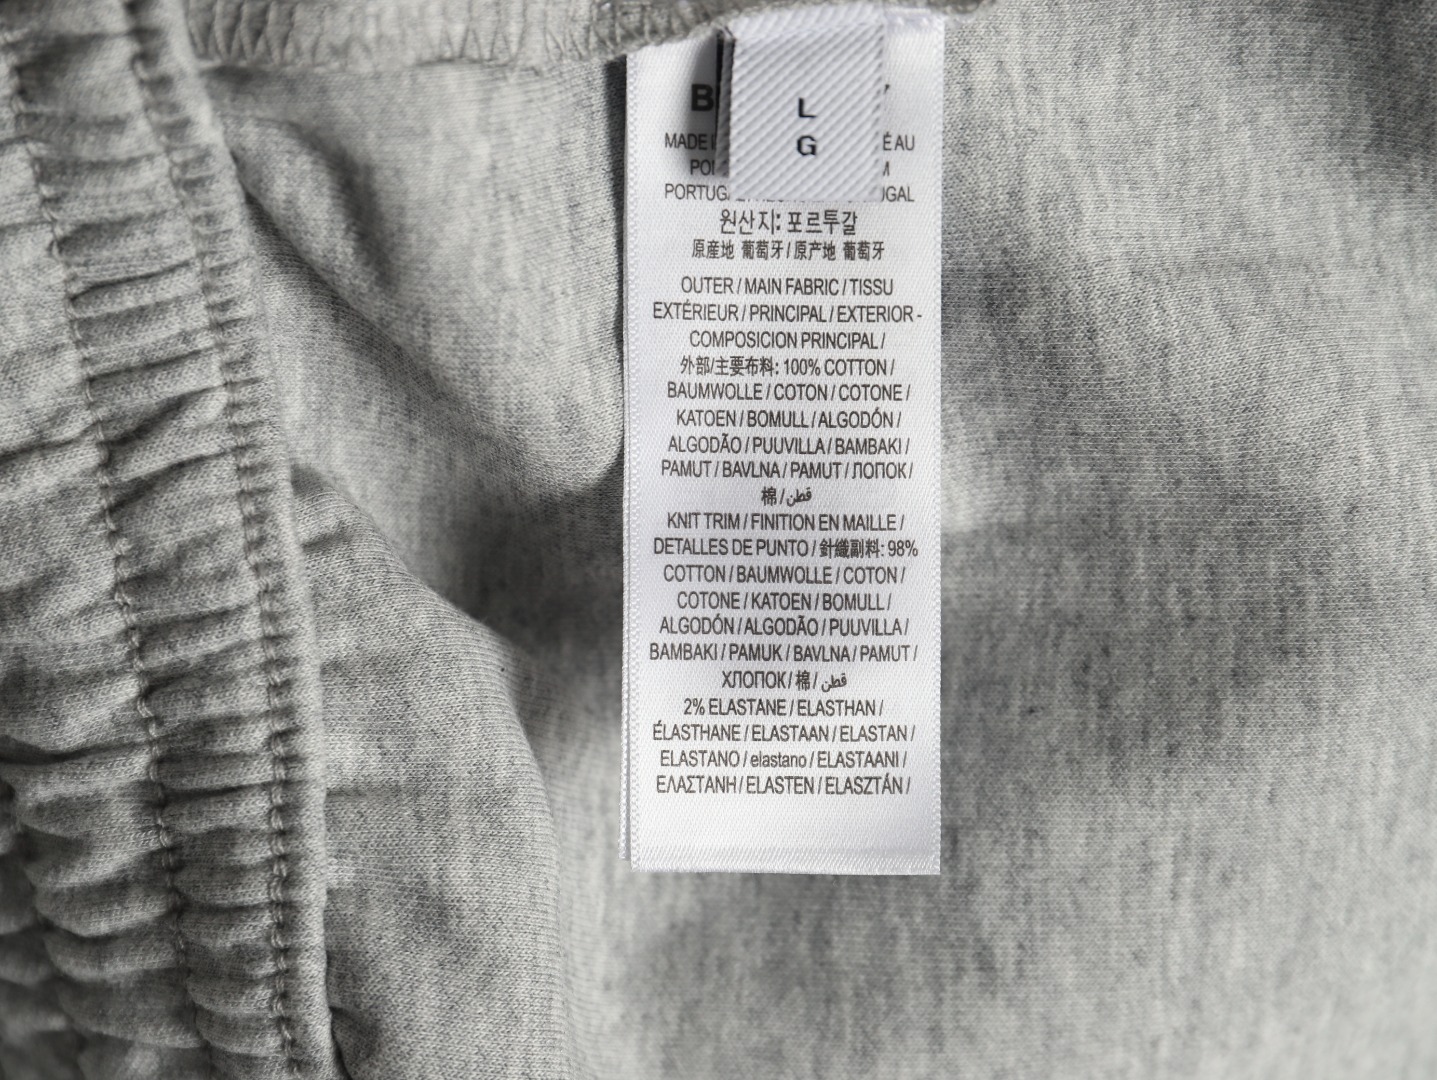 L
G
MADE
ÉAU
PORTUG
UGAL
원산지: 포르투갈
原産地 葡萄牙 / 原产地 葡萄牙
OUTER / MAIN FABRIC / TISSU
EXTÉRIEUR / PRINCIPAL / EXTERIOR -
COMPOSICION PRINCIPAL /
外部/主要布料: 100% COTTON /
BAUMWOLLE / COTON / COTONE /
KATOEN / BOMULL / ALGODÓN /
ALGODÃO / PUUVILLA / BAMBAKI /
PAMUT / BAVLNA / PAMUT / ЛОПОК /
棉 / قطن
KNIT TRIM / FINITION EN MAILLE /
DETALLES DE PUNTO / 針織副料: 98%
COTTON / BAUMWOLLE / COTON /
COTONE / KATOEN / BOMULL /
ALGODÓN / ALGODÃO / PUUVILLA /
BAMBAKI / PAMUK / BAVLNA / PAMUT /
ХЛОПОК / 棉 / قطن
2% ELASTANE / ELASTHAN /
ÉLASTHANE / ELASTAAN / ELASTAN /
ELASTANO / elastano / ELASTAANI /
ΕΛΑΣΤΑΝΗ / ELASTEN / ELASZTÁN /